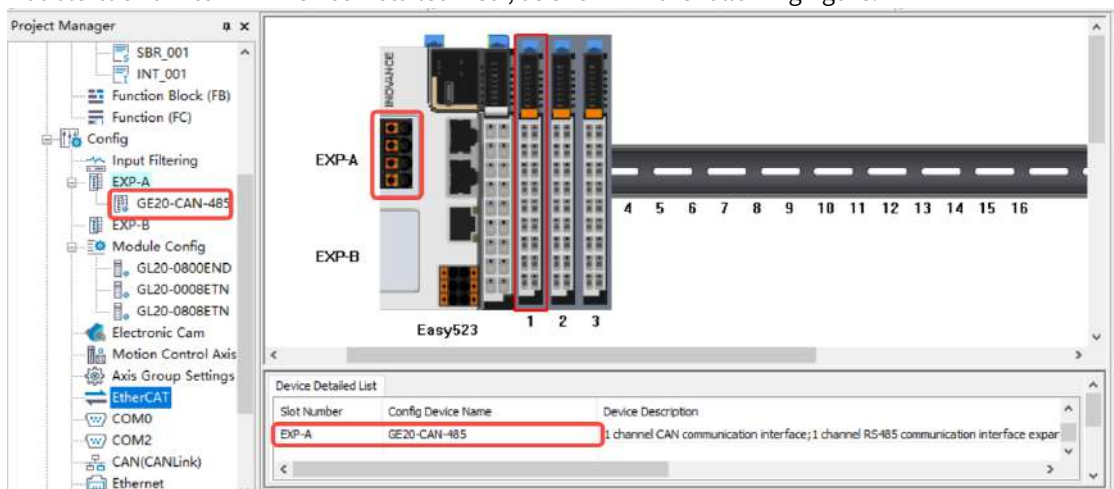 Project Manager
SBR_001
INT_001
Function Block (FB)
Function (FC)
Config
Input Filtering
EXP-A
GE20-CAN-485
EXP-B
Module Config
GL20-0800END
GL20-0008ETN
GL20-0808ETN
Electronic Cam
Motion Control Axis
Axis Group Settings
EtherCAT
COM0
COM2
CAN(CANLink)
Ethernet
INOVANCE
EXP-A
EXP-B
4 5 6 7 8 9 10 11 12 13 14 15 16
Easy523
1 2 3
Device Detailed List
Slot Number Config Device Name Device Description
EXP-A GE20-CAN-485 1 channel CAN communication interface;1 channel RS485 communication interface expar